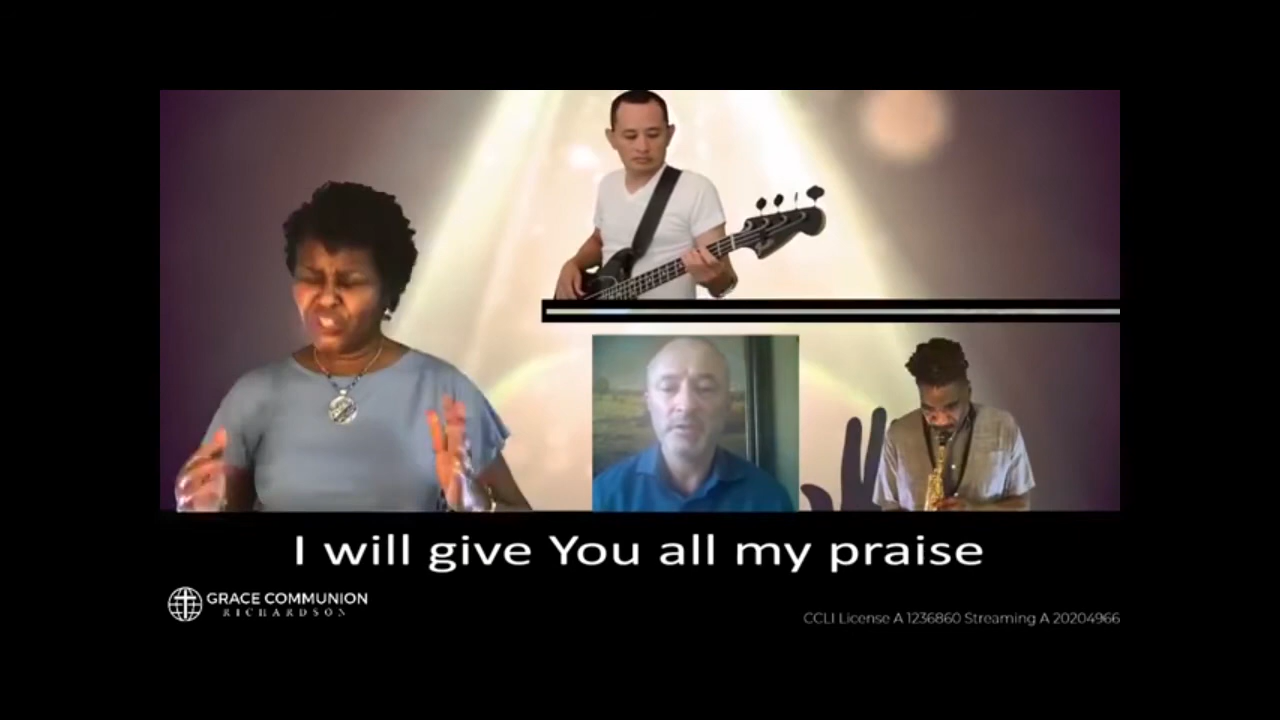 I will give You all my praise
GRACE COMMUNION
RICHARDSON
CCLI License A 1236860 Streaming A 20204966